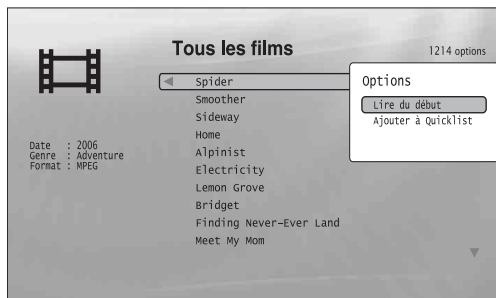 Tous les films
1214 options
Spider
Smoother
Sideway
Home
Alpinist
Electricity
Lemon Grove
Bridget
Finding Never-Ever Land
Meet My Mom
Options
Lire du début
Ajouter à Quicklist
Date : 2006
Genre : Adventure
Format : MPEG